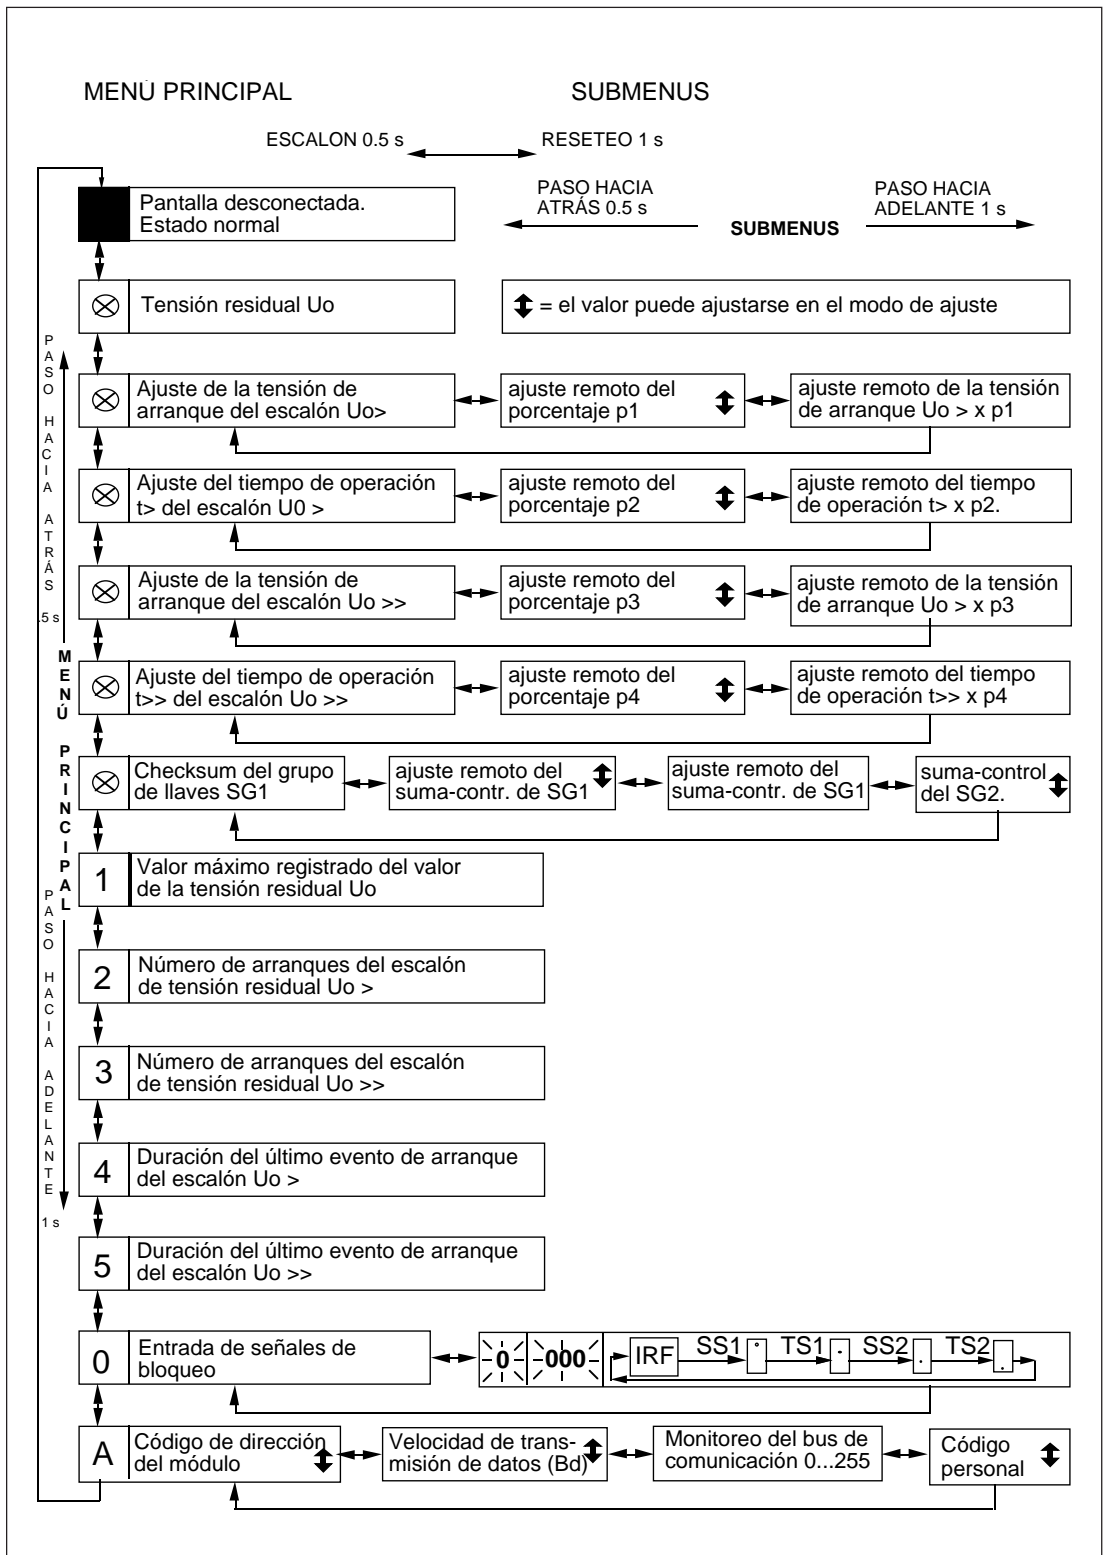 MENÚ PRINCIPAL
SUBMENUS
ESCALON 0.5 s
RESETEO 1 s
PASO HACIA
ATRÁS 0.5 s
SUBMENUS
PASO HACIA
ADELANTE 1 s
Pantalla desconectada.
Estado normal
Tensión residual Uo
= el valor puede ajustarse en el modo de ajuste
Ajuste de la tensión de
arranque del escalón Uo>
ajuste remoto del
porcentaje p1
ajuste remoto de la tensión
de arranque Uo > x p1
Ajuste del tiempo de operación
t> del escalón U0 >
ajuste remoto del
porcentaje p2
ajuste remoto del tiempo
de operación t> x p2.
Ajuste de la tensión de
arranque del escalón Uo >>
ajuste remoto del
porcentaje p3
ajuste remoto de la tensión
de arranque Uo > x p3
Ajuste del tiempo de operación
t>> del escalón Uo >>
ajuste remoto del
porcentaje p4
ajuste remoto del tiempo
de operación t>> x p4
Checksum del grupo
de llaves SG1
ajuste remoto del
suma-contr. de SG1
ajuste remoto del
suma-contr. de SG1
suma-control
del SG2.
1
Valor máximo registrado del valor
de la tensión residual Uo
2
Número de arranques del escalón
de tensión residual Uo >
3
Número de arranques del escalón
de tensión residual Uo >>
4
Duración del último evento de arranque
del escalón Uo >
5
Duración del último evento de arranque
del escalón Uo >>
0
Entrada de señales de
bloqueo
0
000
IRF
SS1
TS1
SS2
TS2
A
Código de dirección
del módulo
Velocidad de trans-
misión de datos (Bd)
Monitoreo del bus de
comunicación 0...255
Código
personal
PASO HACIA ATRÁS
.5 s
MENÚ PRINCIPAL
PASO HACIA ADELANTE
1 s